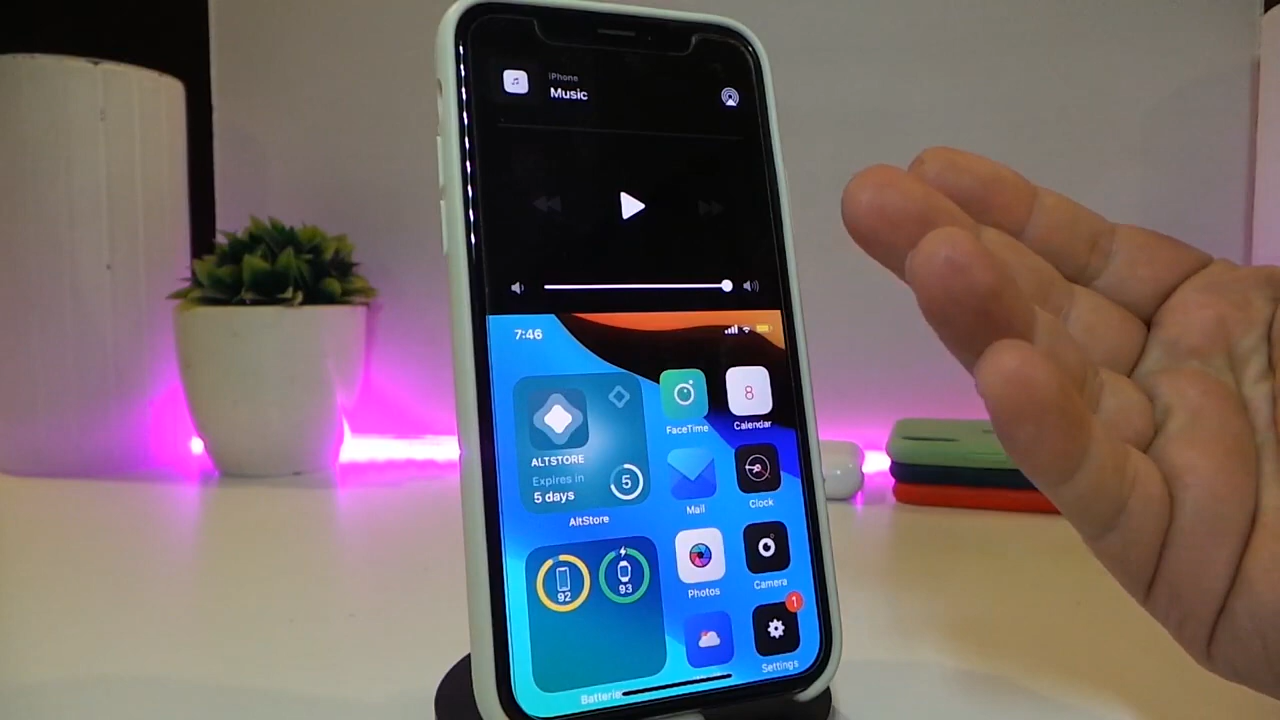 iPhone
Music
7:46
8
FaceTime
Calendar
ALTSTORE
Expires in
5 days
5
Mail
Clock
AltStore
92
93
Photos
Camera
1
Settings